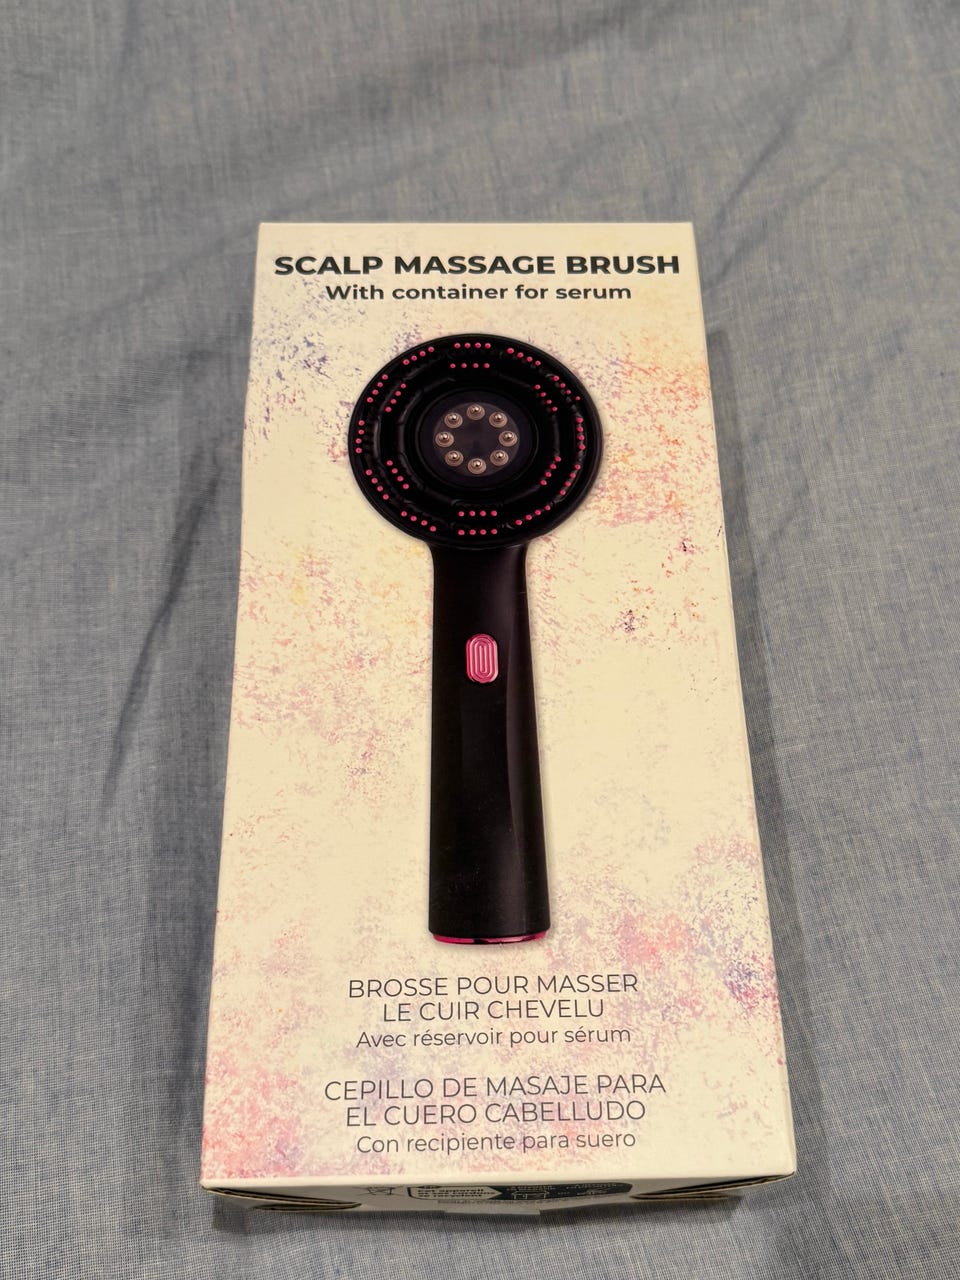 SCALP MASSAGE BRUSH
With container for serum
BROSSE POUR MASSER
LE CUIR CHEVELU
Avec réservoir pour sérum
CEPILLO DE MASAJE PARA
EL CUERO CABELLUDO
Con recipiente para suero